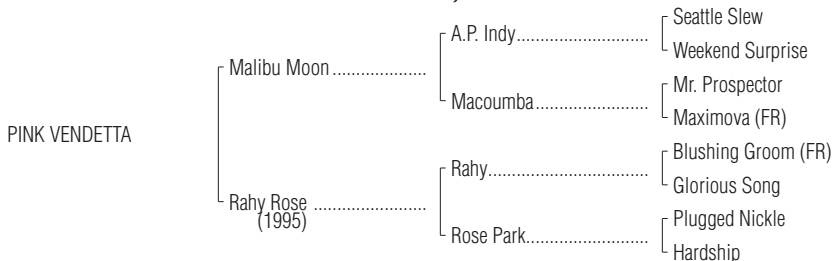 Seattle Slew
A.P. Indy
Weekend Surprise
Malibu Moon
Mr. Prospector
Macoumba
Maximova (FR)
PINK VENDETTA
Blushing Groom (FR)
Rahy
Glorious Song
Rahy Rose
(1995)
Plugged Nickle
Rose Park
Hardship